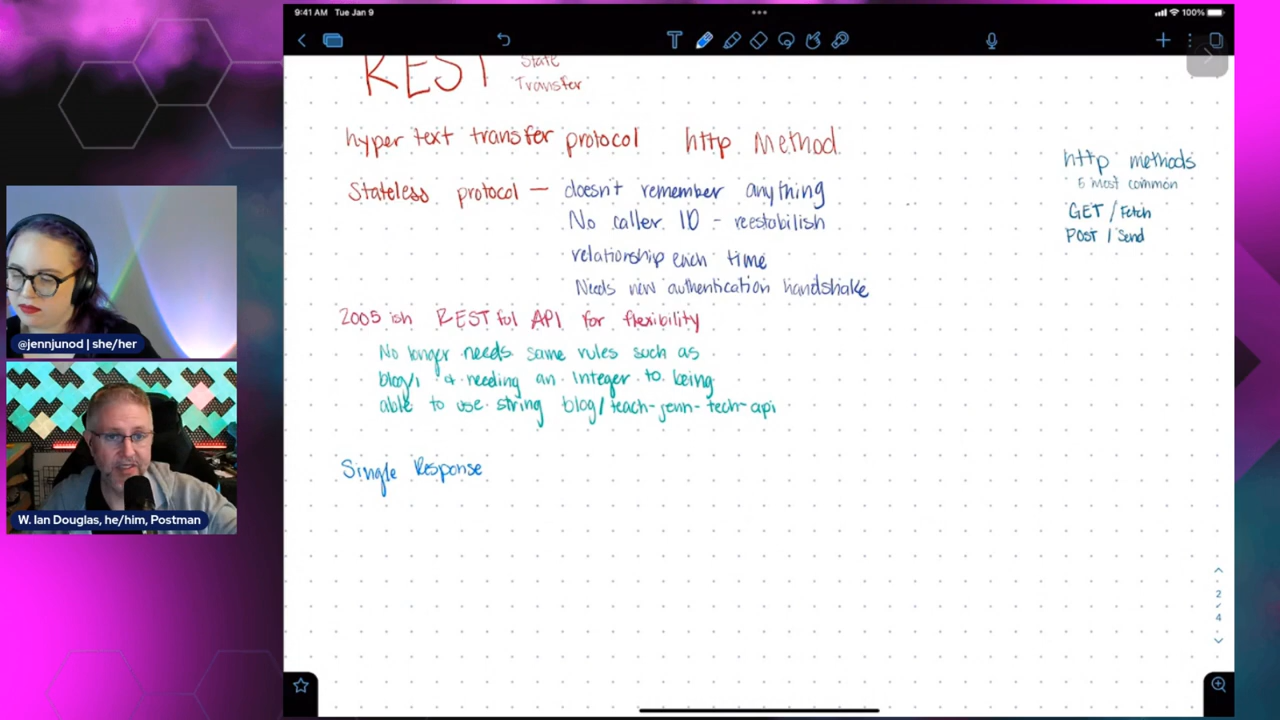 9:41 AM Tue Jan 9
100%
REST
State
Transfer
hyper text transfer protocol http Method
Stateless protocol — doesn't remember anything
No caller ID - reestablish
relationship each time
Needs new authentication handshake
2005 ish RESTful API for flexibility
No longer needs same rules such as
blog/1 & needing an Integer to being
able to use string blog/teach-jenn-tech-api
Single Response
http methods
5 most common
GET / Fetch
POST / Send
@jennjunod | she/her
W. Ian Douglas, he/him, Postman
2
4